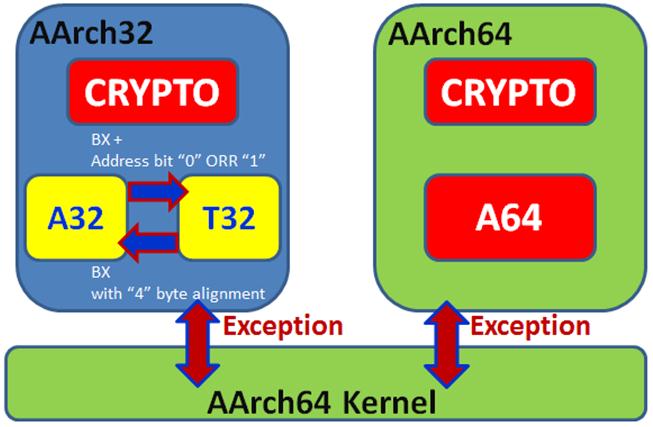 AArch32
CRYPTO
BX +
Address bit “0” ORR “1”
A32
T32
BX
with “4” byte alignment
AArch64
CRYPTO
A64
Exception
Exception
AArch64 Kernel